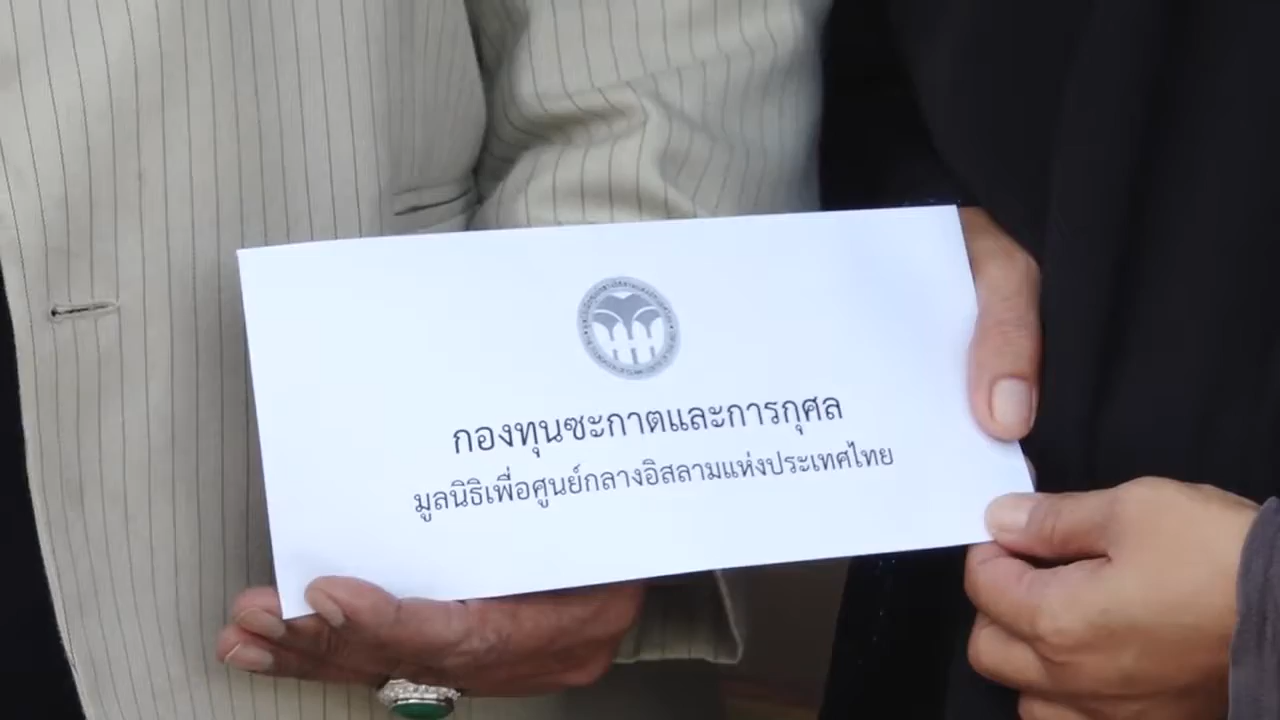 กองทุนซะกาตและการกุศล
มูลนิธิเพื่อศูนย์กลางอิสลามแห่งประเทศไทย